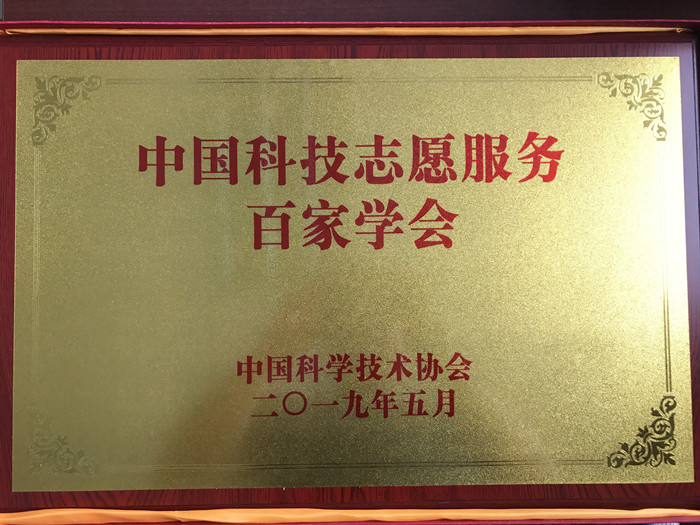 中国科技志愿服务
百家学会
中国科学技术协会
二〇一九年五月